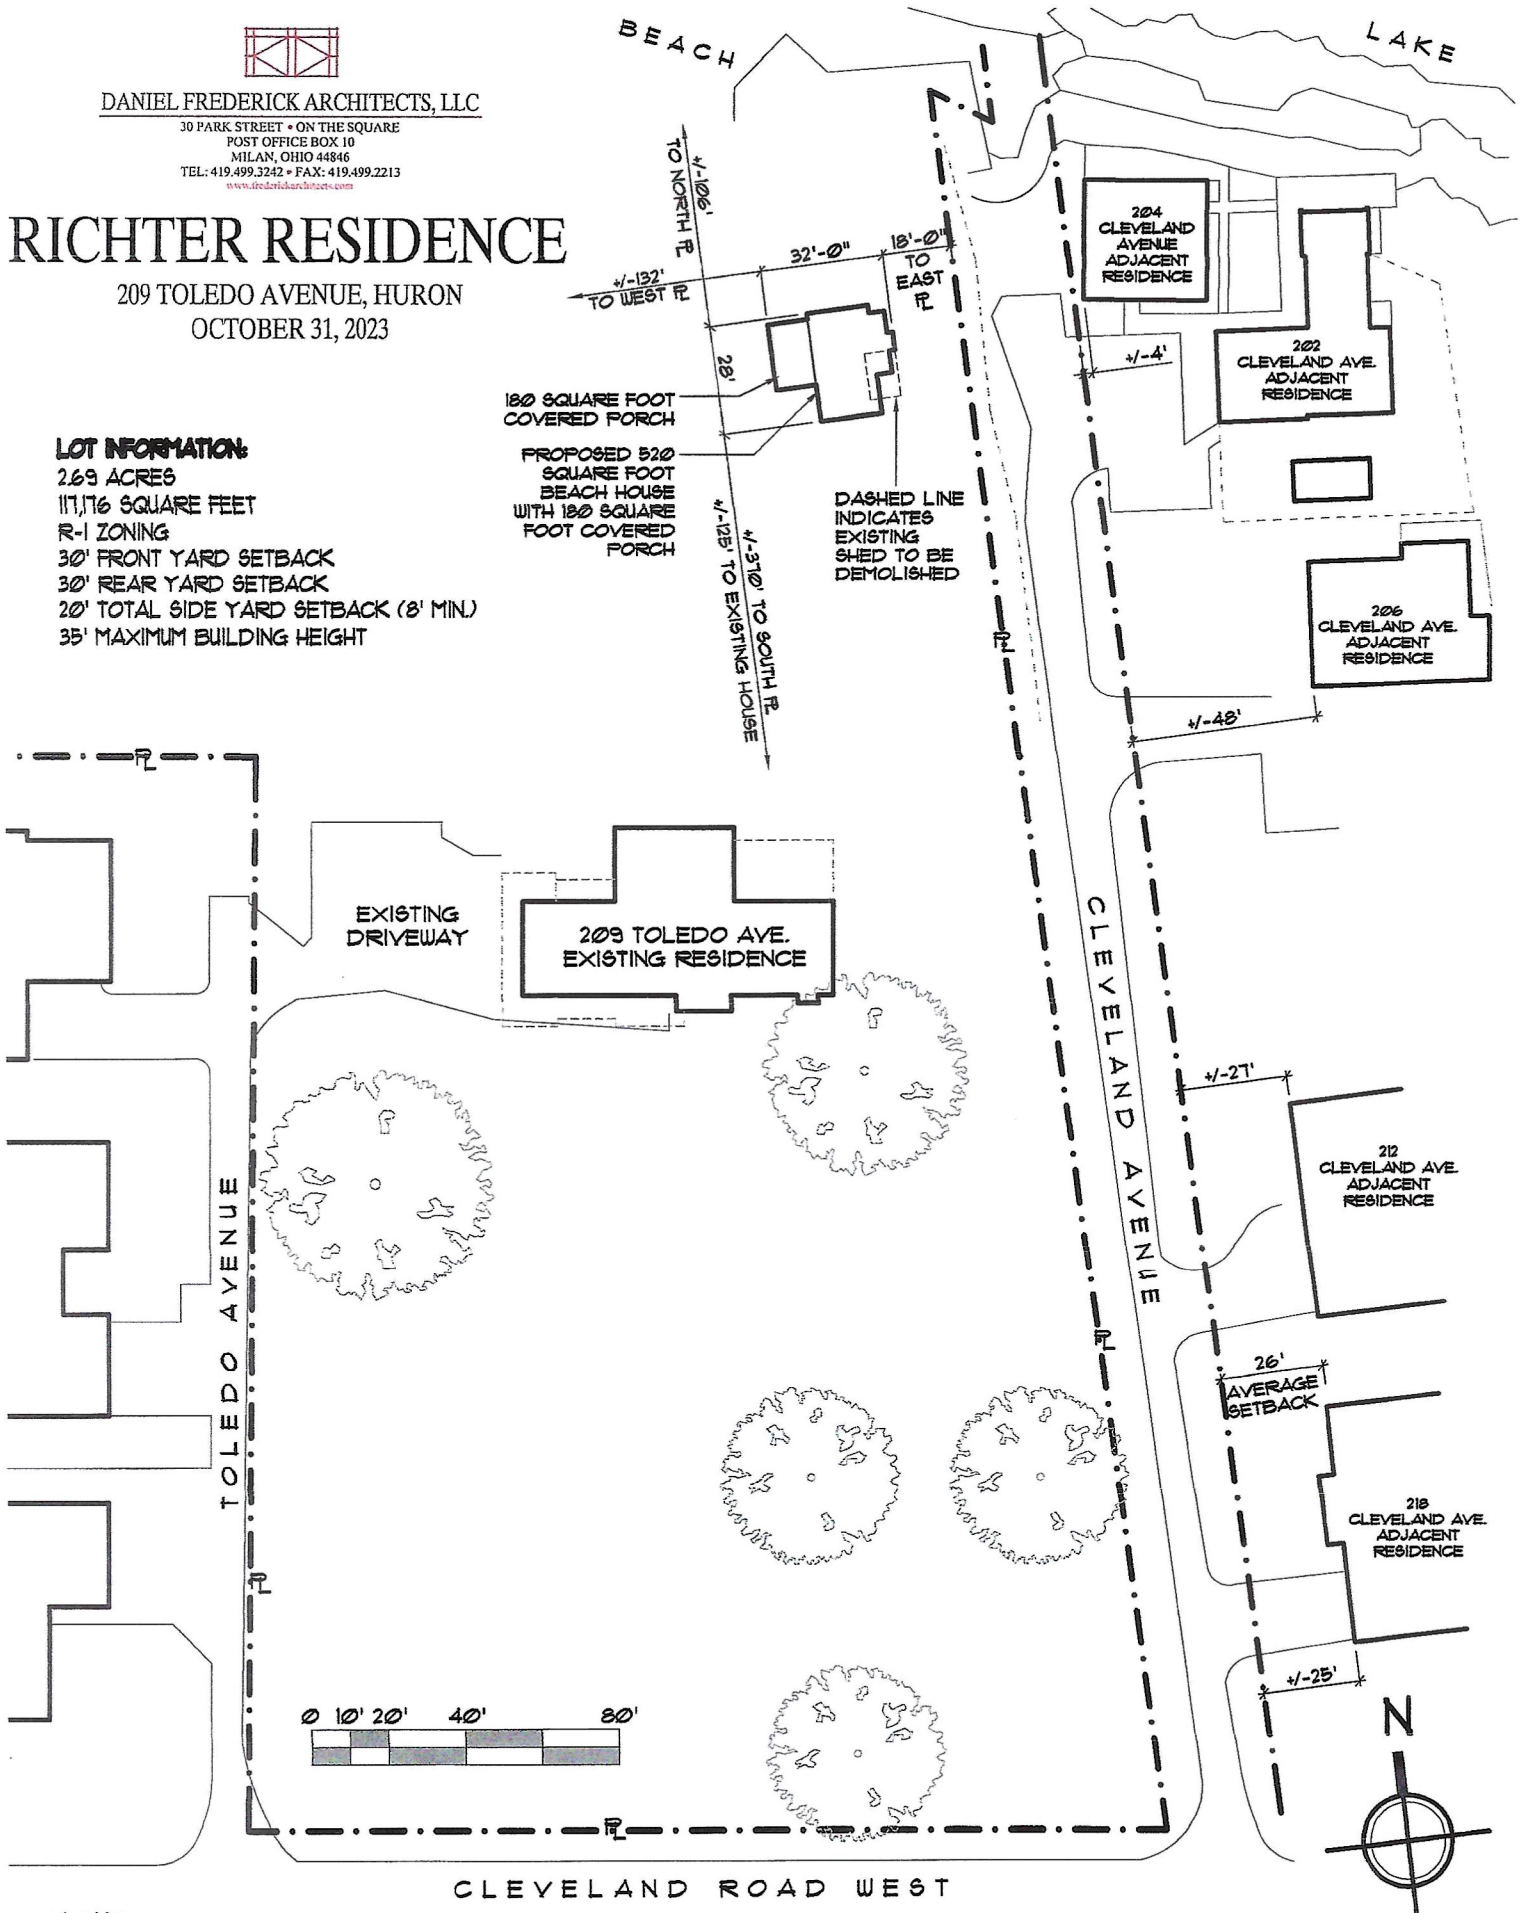 DANIEL FREDERICK ARCHITECTS, LLC
30 PARK STREET • ON THE SQUARE
POST OFFICE BOX 10
MILAN, OHIO 44846
TEL: 419.499.3242 • FAX: 419.499.2213
www.frederickarchitects.com
RICHTER RESIDENCE
209 TOLEDO AVENUE, HURON
OCTOBER 31, 2023
LOT INFORMATION:
2.69 ACRES
117,176 SQUARE FEET
R-1 ZONING
30' FRONT YARD SETBACK
30' REAR YARD SETBACK
20' TOTAL SIDE YARD SETBACK (8' MIN.)
35' MAXIMUM BUILDING HEIGHT
BEACH
LAKE
+/-106'
TO NORTH PL
+/-132'
TO WEST PL
32'-0"
18'-0"
TO
EAST
PL
28'
180 SQUARE FOOT
COVERED PORCH
PROPOSED 520
SQUARE FOOT
BEACH HOUSE
WITH 180 SQUARE
FOOT COVERED
PORCH
DASHED LINE
INDICATES
EXISTING
SHED TO BE
DEMOLISHED
+/-370' TO SOUTH PL
+/-125' TO EXISTING HOUSE
204
CLEVELAND
AVENUE
ADJACENT
RESIDENCE
+/-4'
202
CLEVELAND AVE.
ADJACENT
RESIDENCE
206
CLEVELAND AVE.
ADJACENT
RESIDENCE
+/-48'
PL
PL
EXISTING
DRIVEWAY
209 TOLEDO AVE.
EXISTING RESIDENCE
CLEVELAND AVENUE
+/-27'
212
CLEVELAND AVE.
ADJACENT
RESIDENCE
TOLEDO AVENUE
PL
26'
AVERAGE
SETBACK
218
CLEVELAND AVE.
ADJACENT
RESIDENCE
PL
+/-25'
0 10' 20' 40' 80'
N
PL
CLEVELAND ROAD WEST